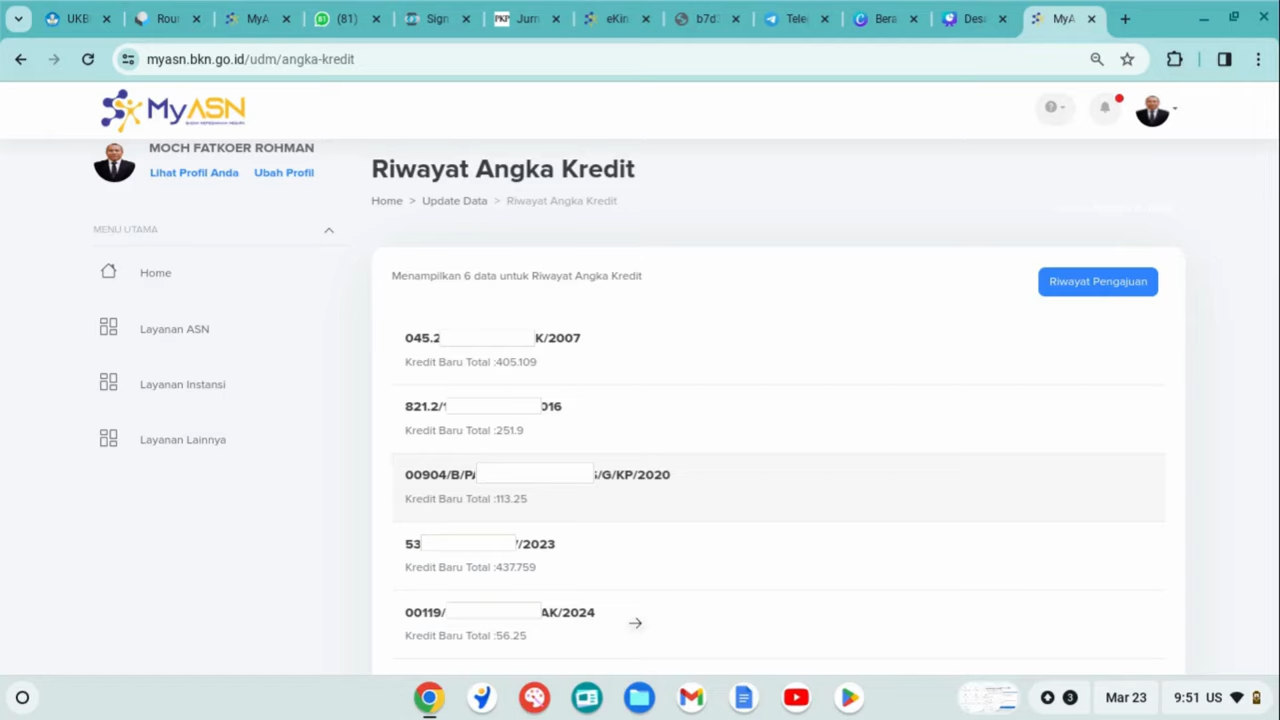 UKB
Rour
MyA
(81)
Sign
Jurn
eKin
b7d3
Telec
Bera
Desa
MyA
myasn.bkn.go.id/udm/angka-kredit
MyASN
MOCH FATKOER ROHMAN
Lihat Profil Anda Ubah Profil
MENU UTAMA
Home
Layanan ASN
Layanan Instansi
Layanan Lainnya
Riwayat Angka Kredit
Home > Update Data > Riwayat Angka Kredit
Menampilkan 6 data untuk Riwayat Angka Kredit
Riwayat Pengajuan
045.2 K/2007
Kredit Baru Total :405.109
821.2/ 016
Kredit Baru Total :251.9
00904/B/P /G/KP/2020
Kredit Baru Total :113.25
53 /2023
Kredit Baru Total :437.759
00119/ AK/2024
Kredit Baru Total :56.25
3
Mar 23
9:51 US